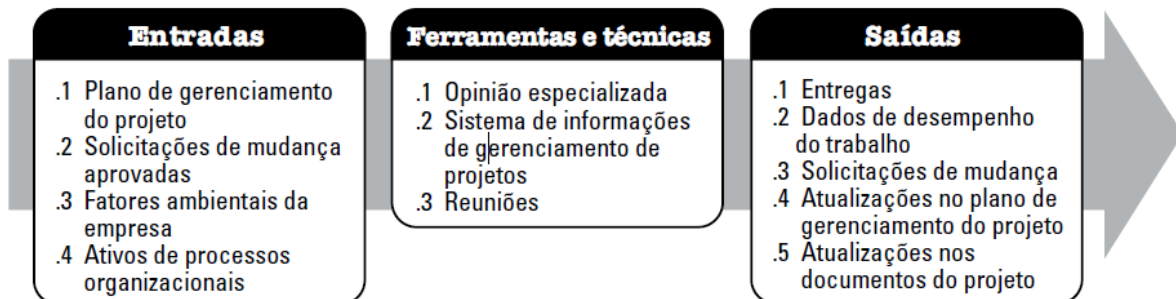 Entradas
.1 Plano de gerenciamento
do projeto
.2 Solicitações de mudança
aprovadas
.3 Fatores ambientais da
empresa
.4 Ativos de processos
organizacionais
Ferramentas e técnicas
.1 Opinião especializada
.2 Sistema de informações
de gerenciamento de
projetos
.3 Reuniões
Saídas
.1 Entregas
.2 Dados de desempenho
do trabalho
.3 Solicitações de mudança
.4 Atualizações no plano de
gerenciamento do projeto
.5 Atualizações nos
documentos do projeto